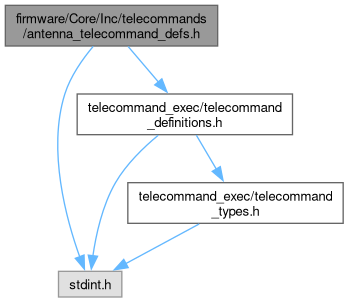 firmware/Core/Inc/telecommands
/antenna_telecommand_defs.h
telecommand_exec/telecommand
_definitions.h
telecommand_exec/telecommand
_types.h
stdint.h